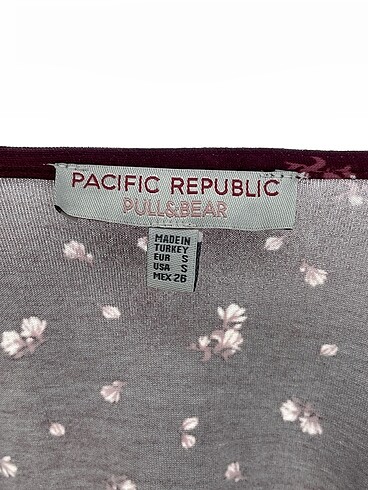 PACIFIC REPUBLIC
PULL&BEAR
MADE IN
TURKEY
EUR S
USA S
MEX 26